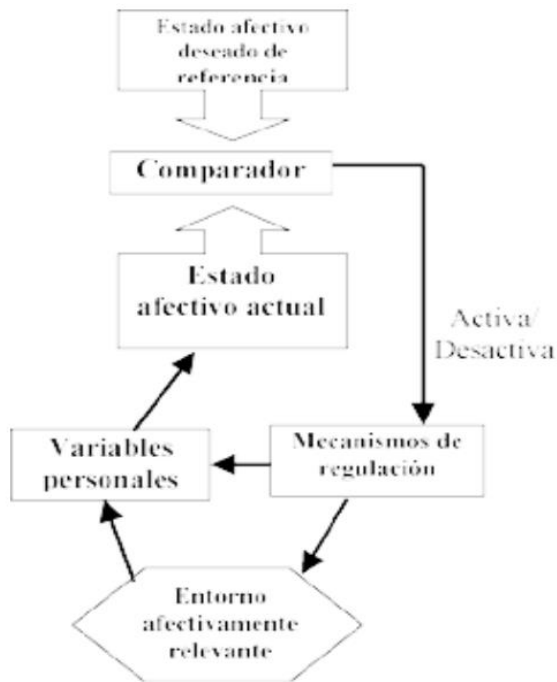 Estado afectivo
deseado de
referencia
Comparador
Estado
afectivo actual
Activa/
Desactiva
Variables
personales
Mecanismos de
regulación
Entorno
afectivamente
relevante